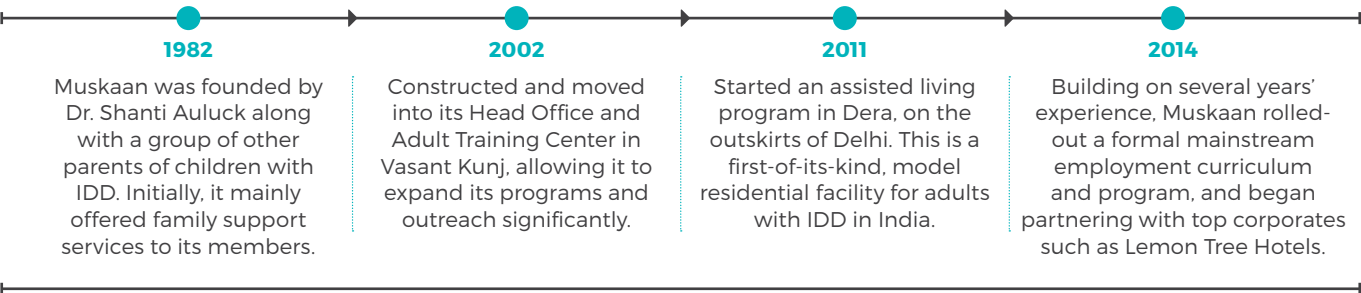 1982
Muskaan was founded by
Dr. Shanti Auluck along
with a group of other
parents of children with
IDD. Initially, it mainly
offered family support
services to its members.
2002
Constructed and moved
into its Head Office and
Adult Training Center in
Vasant Kunj, allowing it to
expand its programs and
outreach significantly.
2011
Started an assisted living
program in Dera, on the
outskirts of Delhi. This is a
first-of-its-kind, model
residential facility for adults
with IDD in India.
2014
Building on several years’
experience, Muskaan rolled-
out a formal mainstream
employment curriculum
and program, and began
partnering with top corporates
such as Lemon Tree Hotels.